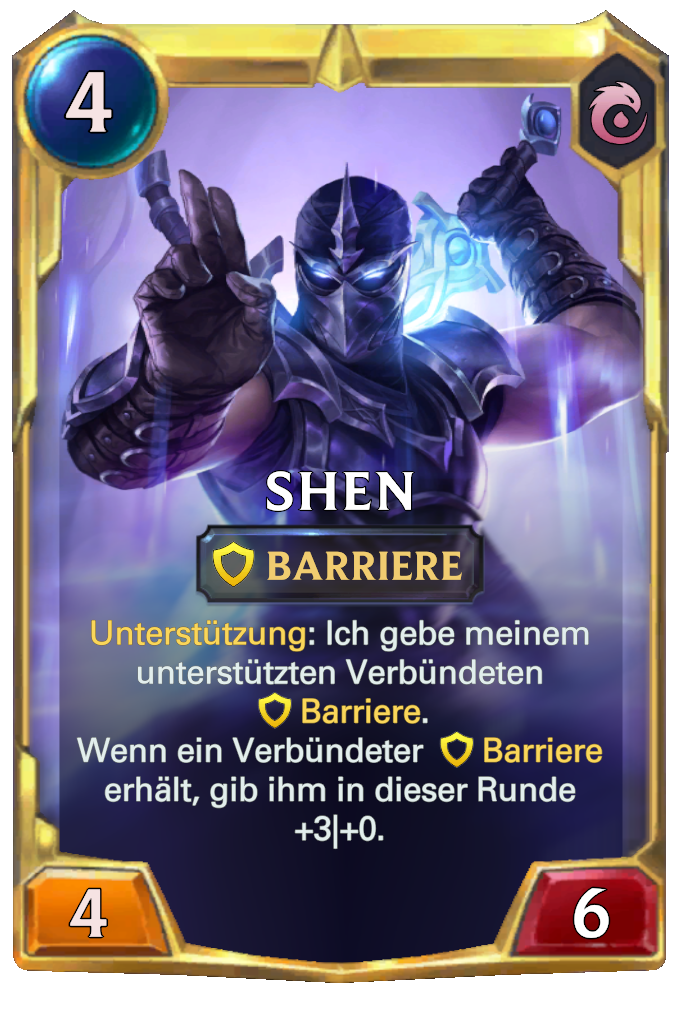 4
SHEN
BARRIERE
Unterstützung: Ich gebe meinem
unterstützten Verbündeten
Barriere.
Wenn ein Verbündeter Barriere
erhält, gib ihm in dieser Runde
+3|+0.
4
6